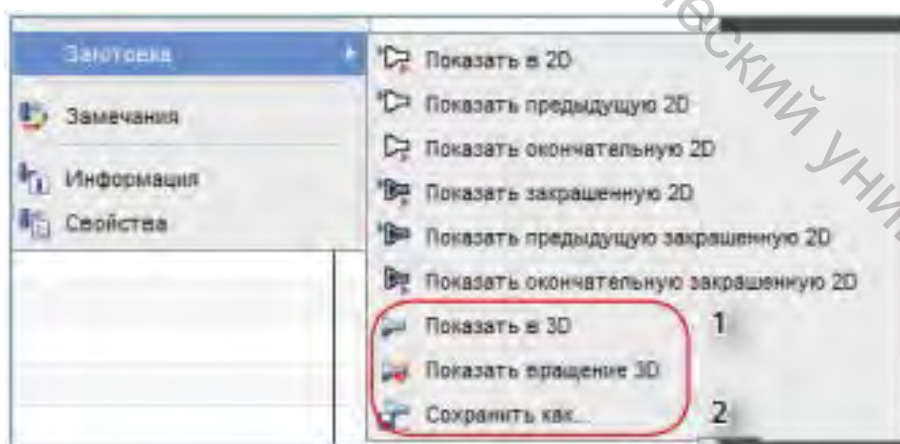 Заготовка
Замечания
Информация
Свойства
Показать в 2D
Показать предыдущую 2D
Показать окончательную 2D
Показать закрашенную 2D
Показать предыдущую закрашенную 2D
Показать окончательную закрашенную 2D
Показать в 3D 1
Показать вращение 3D
Сохранить как... 2